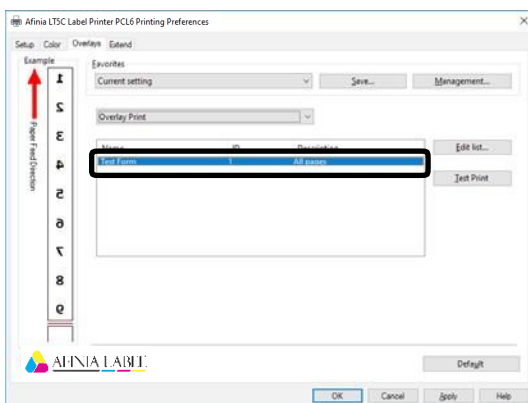 Afinia LT5C Label Printer PCL6 Printing Preferences
Setup Color Overlays Extend
Example
Paper Feed Direction
1
2
3
4
5
6
7
8
9
Favorites
Current setting Save... Management...
Overlay Print
Name ID Description
Test Form 1 All pages
Edit list...
Test Print
AFINIA LABEL
Default
OK Cancel Apply Help